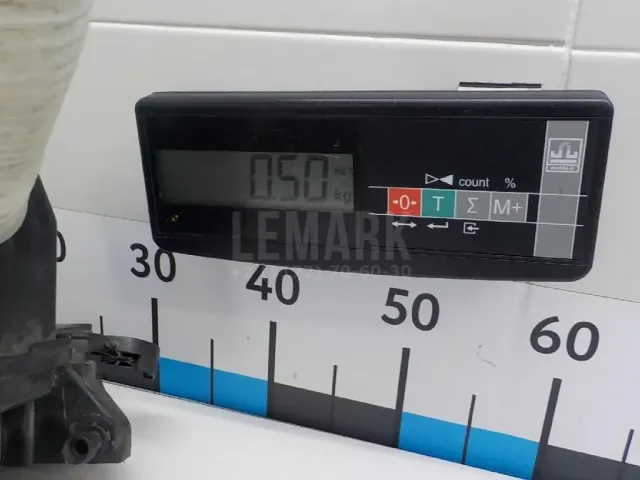 0.50 NET
kg
count %
→0← T Σ M+
LEMARK
30 40 50 60